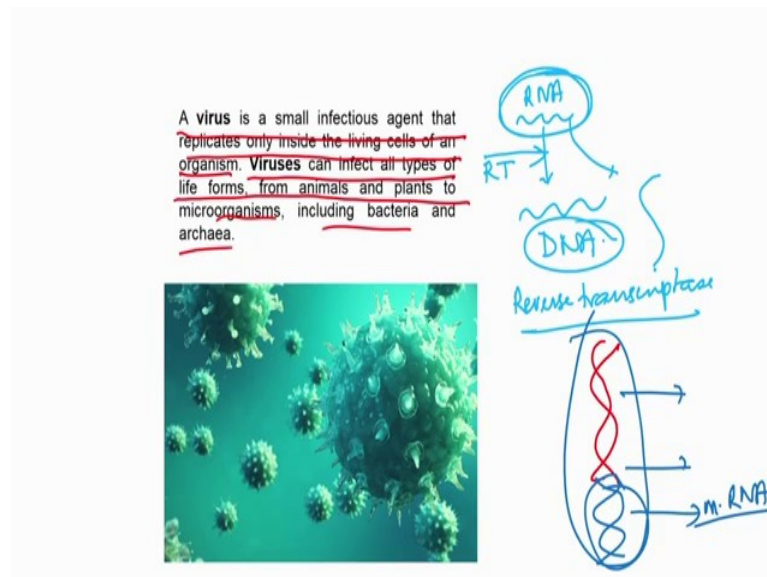 A virus is a small infectious agent that
replicates only inside the living cells of an
organism. Viruses can infect all types of
life forms, from animals and plants to
microorganisms, including bacteria and
archaea.
RNA
RT
DNA.
Reverse transcriptase
m.RNA